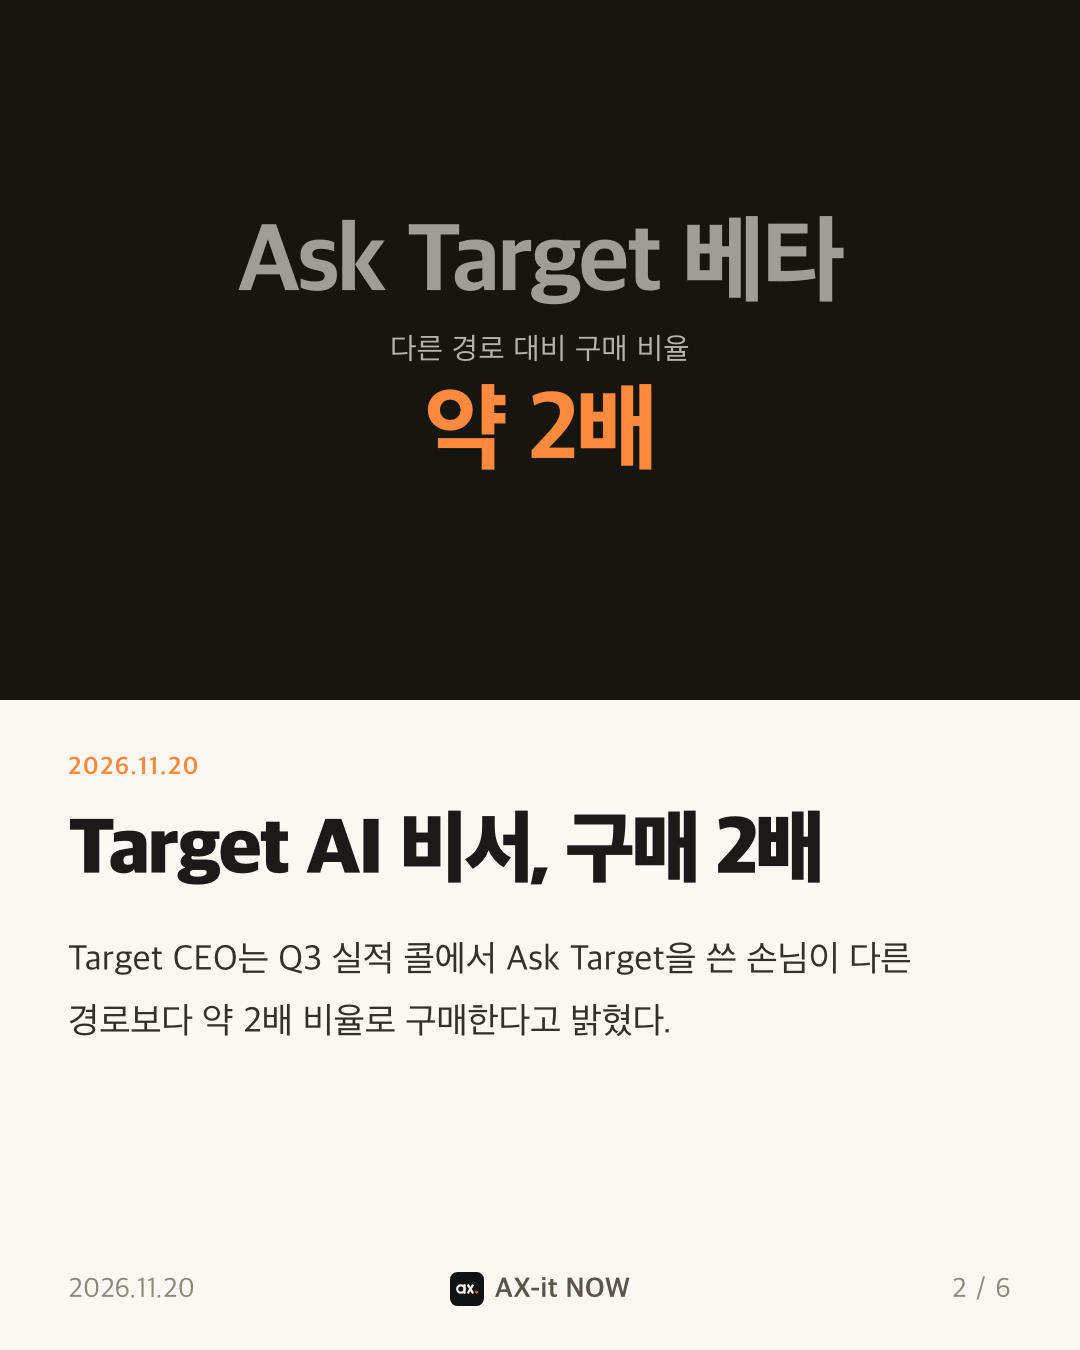 Ask Target 베타
다른 경로 대비 구매 비율
약 2배
2026.11.20
Target AI 비서, 구매 2배
Target CEO는 Q3 실적 콜에서 Ask Target을 쓴 손님이 다른
경로보다 약 2배 비율로 구매한다고 밝혔다.
2026.11.20
ax. AX-it NOW
2 / 6